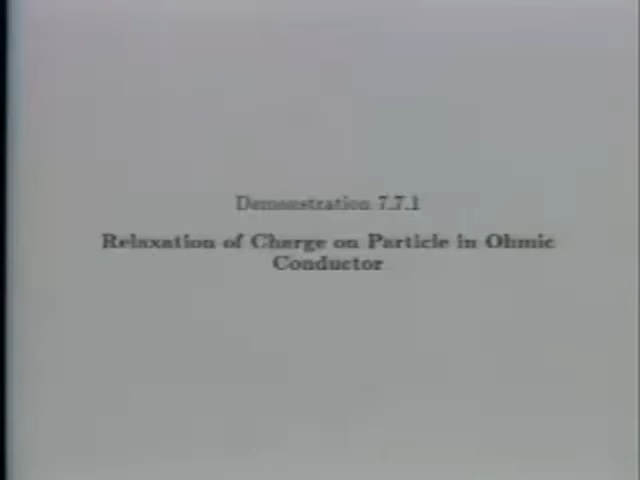 Demonstration 7.7.1
Relaxation of Charge on Particle in Ohmic
Conductor